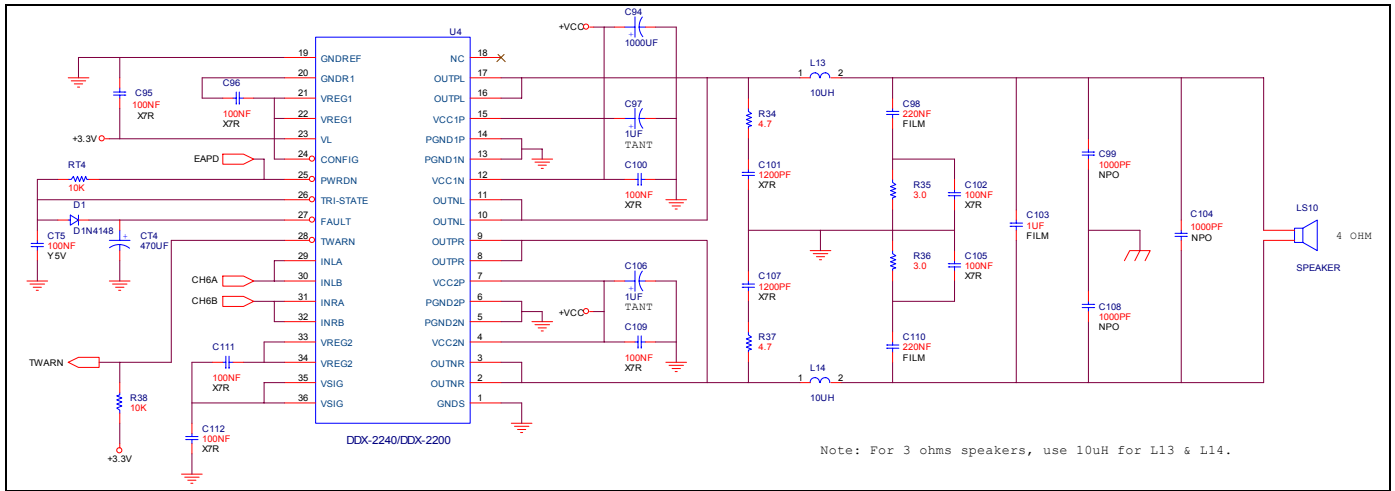 U4
DDX-2240/DDX-2200
19 GNDREF
20 GNDR1
21 VREG1
22 VREG1
23 VL
24 CONFIG
25 PWRDN
26 TRI-STATE
27 FAULT
28 TWARN
29 INLA
30 INLB
31 INRA
32 INRB
33 VREG2
34 VREG2
35 VSIG
36 VSIG
NC 18
OUTPL 17
OUTPL 16
VCC1P 15
PGND1P 14
PGND1N 13
VCC1N 12
OUTNL 11
OUTNL 10
OUTPR 9
OUTPR 8
VCC2P 7
PGND2P 6
PGND2N 5
VCC2N 4
OUTNR 3
OUTNR 2
GNDS 1
C95
100NF
X7R
C96
100NF
X7R
+3.3V
EAPD
RT4
10K
D1
D1N4148
CT5
100NF
Y5V
CT4
470UF
+
CH6A
CH6B
TWARN
R38
10K
+3.3V
C111
100NF
X7R
C112
100NF
X7R
+VCC
C94
+
1000UF
C97
+
1UF
TANT
C100
100NF
X7R
C106
+
1UF
TANT
+VCC
C109
100NF
X7R
L13
1 2
10UH
R34
4.7
C101
1200PF
X7R
C107
1200PF
X7R
R37
4.7
L14
1 2
10UH
C98
220NF
FILM
R35
3.0
C102
100NF
X7R
R36
3.0
C105
100NF
X7R
C110
220NF
FILM
C103
1UF
FILM
C99
1000PF
NPO
C108
1000PF
NPO
C104
1000PF
NPO
LS10
4 OHM
SPEAKER
Note: For 3 ohms speakers, use 10uH for L13 & L14.